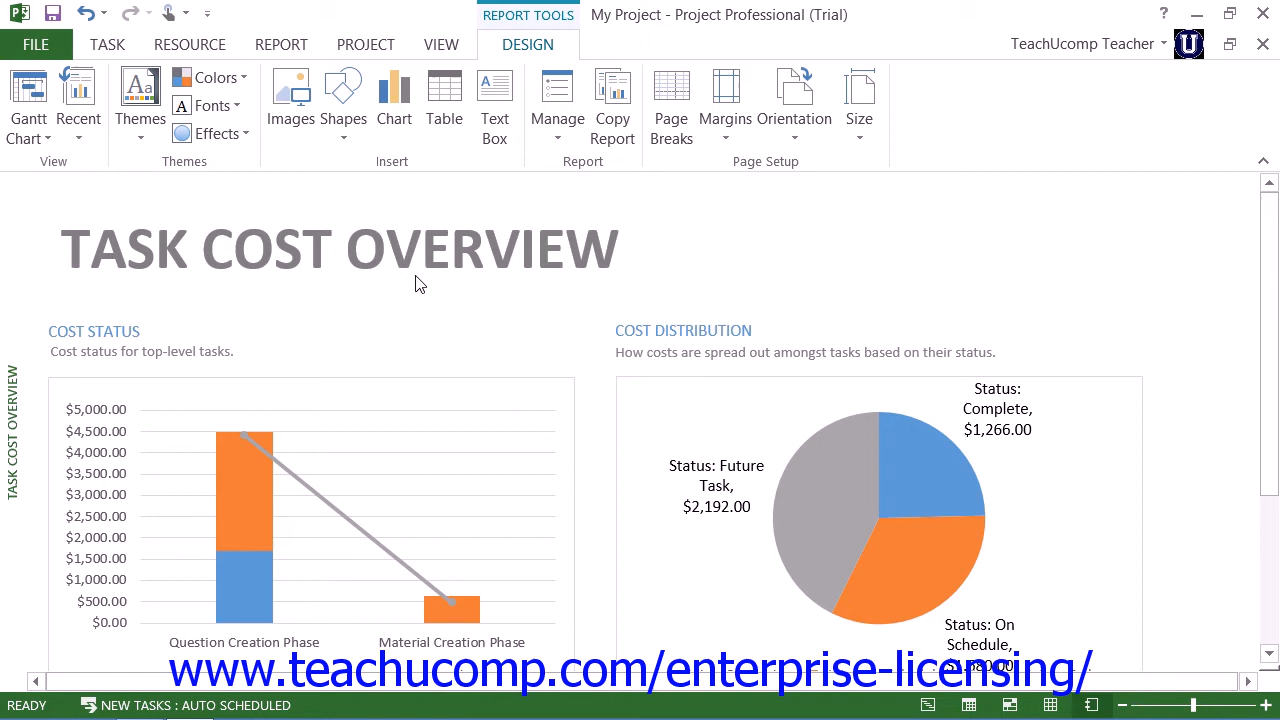 REPORT TOOLS
My Project - Project Professional (Trial)
?
FILE
TASK
RESOURCE
REPORT
PROJECT
VIEW
DESIGN
TeachUcomp Teacher
U
Gantt
Chart
Recent
Themes
Colors
Fonts
Effects
Images
Shapes
Chart
Table
Text
Box
Manage
Copy
Report
Page
Breaks
Margins
Orientation
Size
View
Themes
Insert
Report
Page Setup
TASK COST OVERVIEW
TASK COST OVERVIEW
COST STATUS
Cost status for top-level tasks.
$5,000.00
$4,500.00
$4,000.00
$3,500.00
$3,000.00
$2,500.00
$2,000.00
$1,500.00
$1,000.00
$500.00
$0.00
Question Creation Phase
Material Creation Phase
COST DISTRIBUTION
How costs are spread out amongst tasks based on their status.
Status:
Complete,
$1,266.00
Status: Future
Task,
$2,192.00
Status: On
Schedule,
www.teachucomp.com/enterprise-licensing/
READY
NEW TASKS : AUTO SCHEDULED